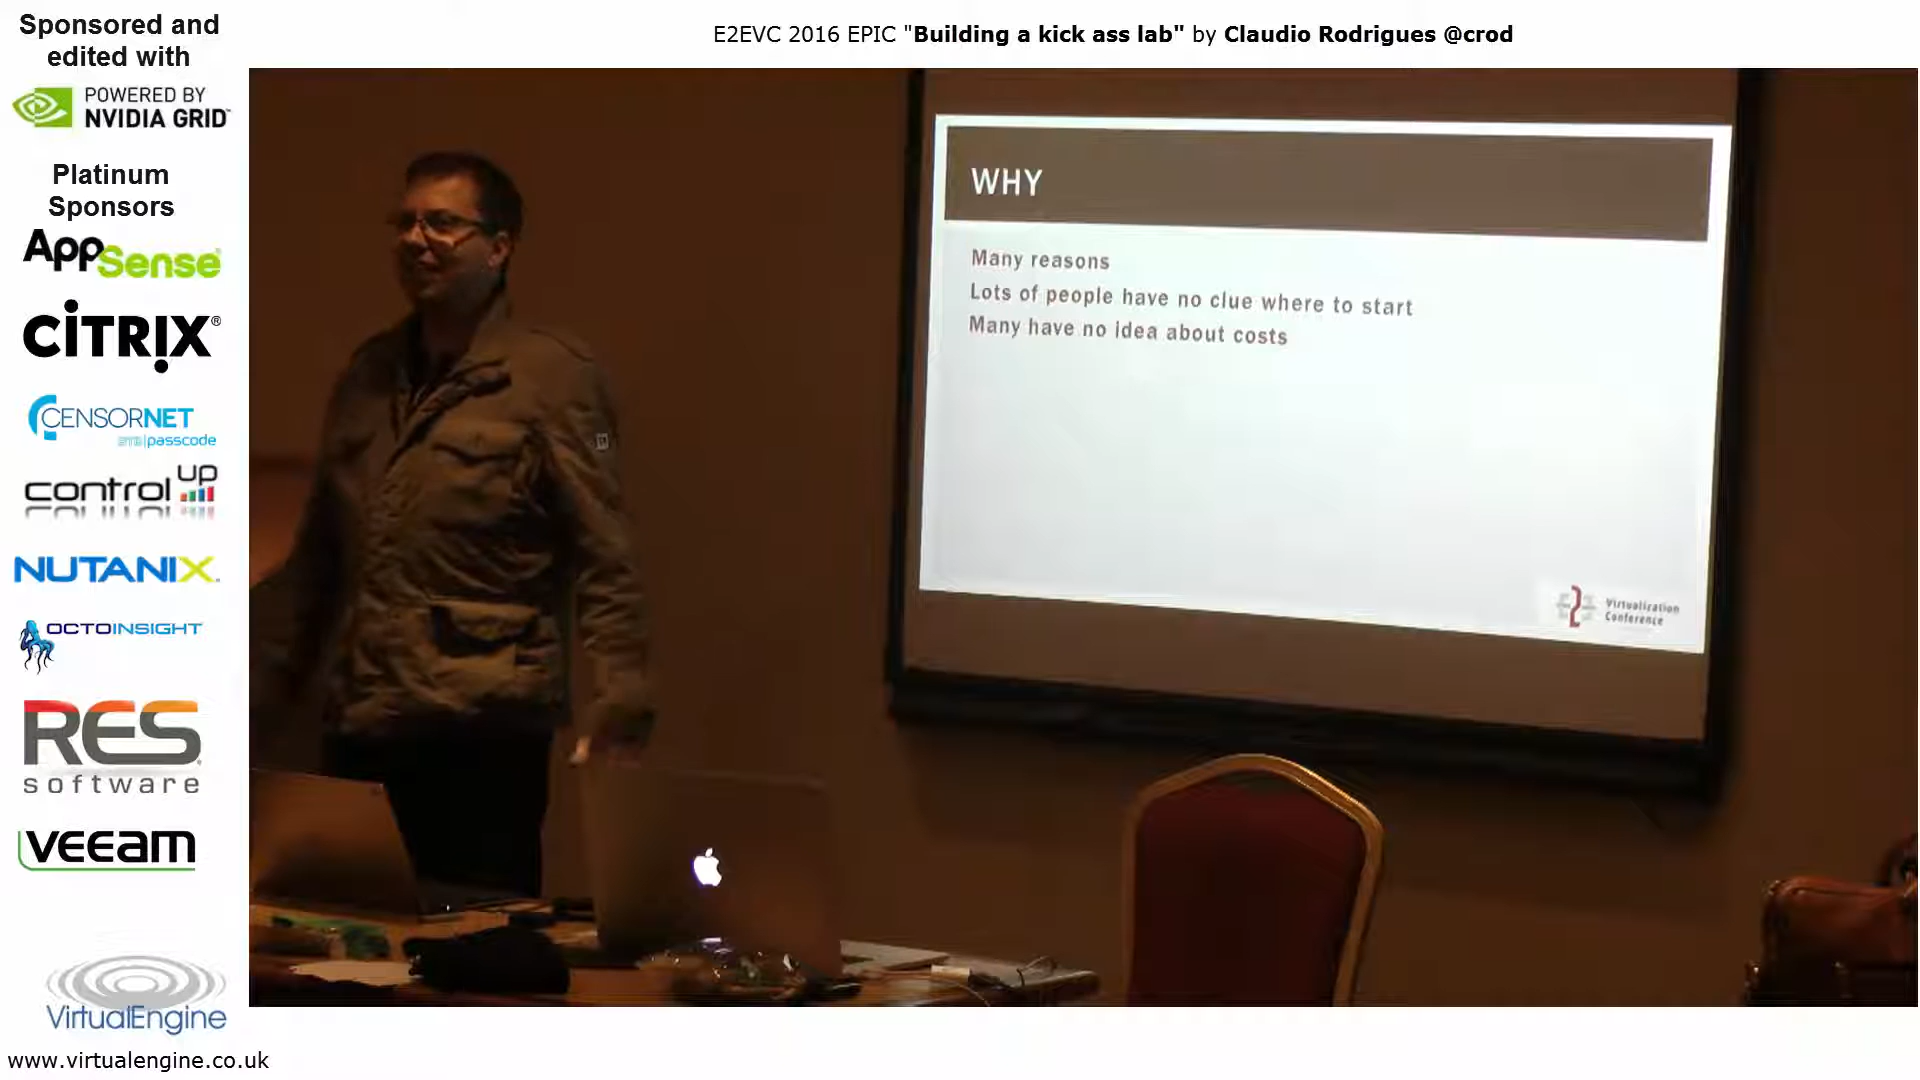 Sponsored and
edited with
POWERED BY
NVIDIA GRID
Platinum
Sponsors
AppSense
CITRIX®
CENSORNET
SMS|passcode
control up
NUTANIX
OCTOINSIGHT
RES
software
veeam
VirtualEngine
www.virtualengine.co.uk
E2EVC 2016 EPIC "Building a kick ass lab" by Claudio Rodrigues @crod
WHY
Many reasons
Lots of people have no clue where to start
Many have no idea about costs
Virtualization
Conference